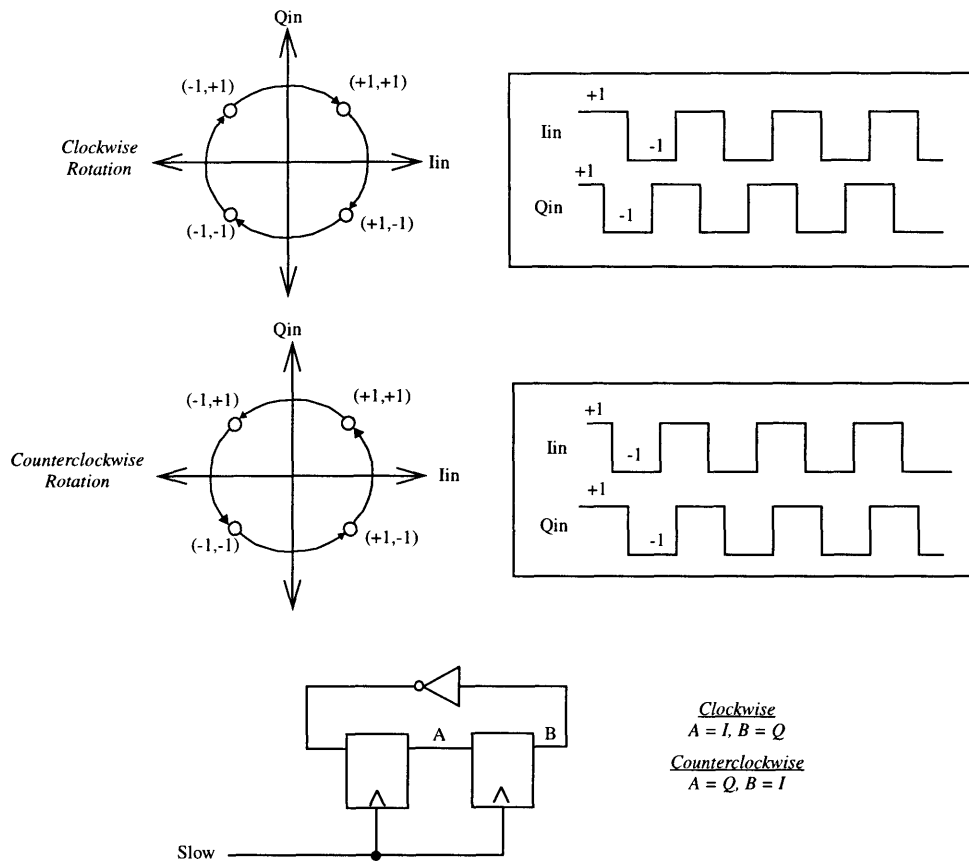 Qin
(-1,+1)
(+1,+1)
Clockwise
Rotation
Iin
(-1,-1)
(+1,-1)
+1
Iin
-1
+1
Qin
-1
Qin
(-1,+1)
(+1,+1)
Counterclockwise
Rotation
Iin
(-1,-1)
(+1,-1)
+1
Iin
-1
+1
Qin
-1
A
B
Slow
Clockwise
A = I, B = Q
Counterclockwise
A = Q, B = I